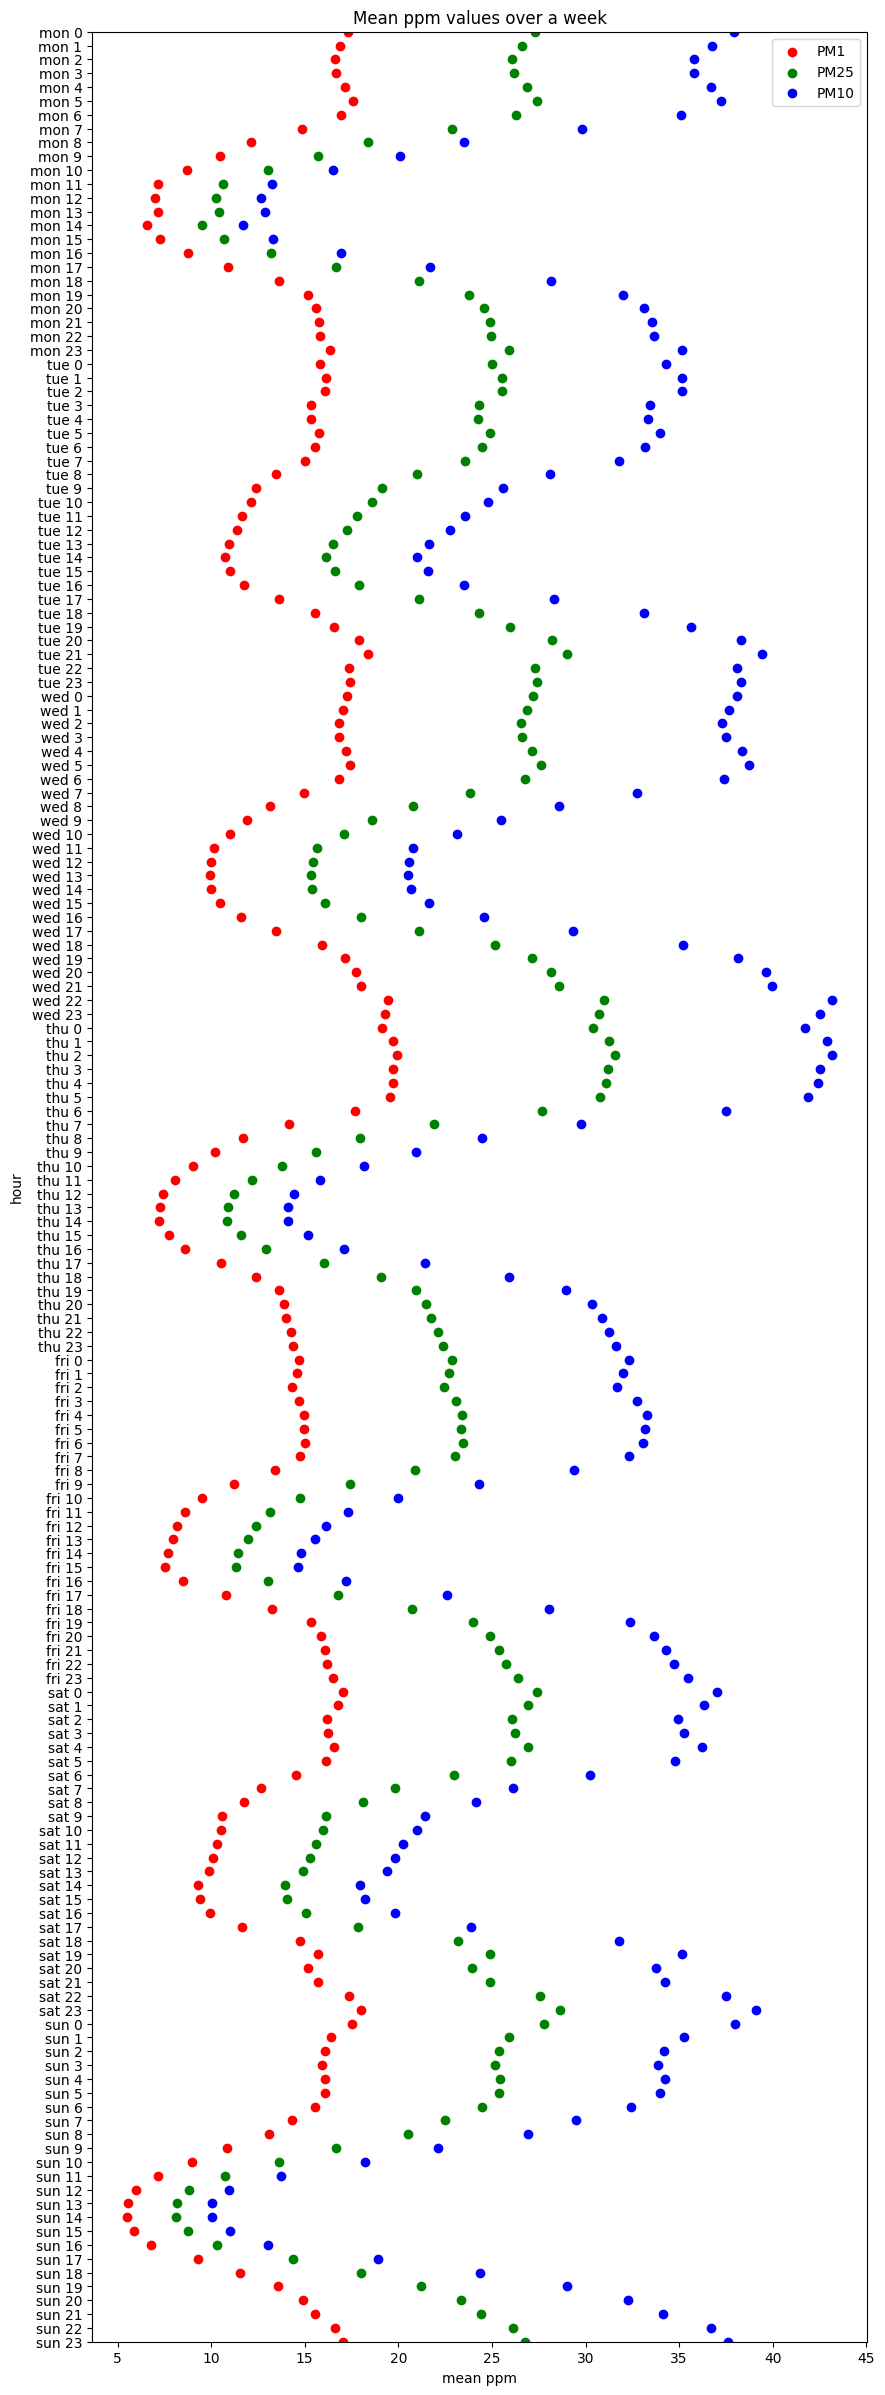 Mean ppm values over a week
PM1
PM25
PM10
mon 0
mon 1
mon 2
mon 3
mon 4
mon 5
mon 6
mon 7
mon 8
mon 9
mon 10
mon 11
mon 12
mon 13
mon 14
mon 15
mon 16
mon 17
mon 18
mon 19
mon 20
mon 21
mon 22
mon 23
tue 0
tue 1
tue 2
tue 3
tue 4
tue 5
tue 6
tue 7
tue 8
tue 9
tue 10
tue 11
tue 12
tue 13
tue 14
tue 15
tue 16
tue 17
tue 18
tue 19
tue 20
tue 21
tue 22
tue 23
wed 0
wed 1
wed 2
wed 3
wed 4
wed 5
wed 6
wed 7
wed 8
wed 9
wed 10
wed 11
wed 12
wed 13
wed 14
wed 15
wed 16
wed 17
wed 18
wed 19
wed 20
wed 21
wed 22
wed 23
thu 0
thu 1
thu 2
thu 3
thu 4
thu 5
thu 6
thu 7
thu 8
thu 9
thu 10
thu 11
thu 12
thu 13
thu 14
thu 15
thu 16
thu 17
thu 18
thu 19
thu 20
thu 21
thu 22
thu 23
fri 0
fri 1
fri 2
fri 3
fri 4
fri 5
fri 6
fri 7
fri 8
fri 9
fri 10
fri 11
fri 12
fri 13
fri 14
fri 15
fri 16
fri 17
fri 18
fri 19
fri 20
fri 21
fri 22
fri 23
sat 0
sat 1
sat 2
sat 3
sat 4
sat 5
sat 6
sat 7
sat 8
sat 9
sat 10
sat 11
sat 12
sat 13
sat 14
sat 15
sat 16
sat 17
sat 18
sat 19
sat 20
sat 21
sat 22
sat 23
sun 0
sun 1
sun 2
sun 3
sun 4
sun 5
sun 6
sun 7
sun 8
sun 9
sun 10
sun 11
sun 12
sun 13
sun 14
sun 15
sun 16
sun 17
sun 18
sun 19
sun 20
sun 21
sun 22
sun 23
hour
5 10 15 20 25 30 35 40 45
mean ppm